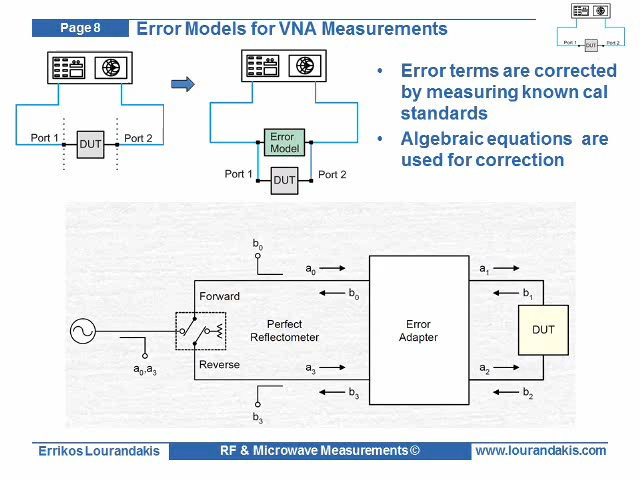 Page 8
Error Models for VNA Measurements
Port 1 DUT Port 2
Port 1 DUT Port 2
Error
Model
Port 1 DUT Port 2
• Error terms are corrected
by measuring known cal
standards
• Algebraic equations are
used for correction
b0
a0
b0
a1
b1
Forward
Perfect
Reflectometer
Error
Adapter
DUT
Reverse
a0,a3
a3
b3
a2
b2
b3
Errikos Lourandakis
RF & Microwave Measurements ©
www.lourandakis.com